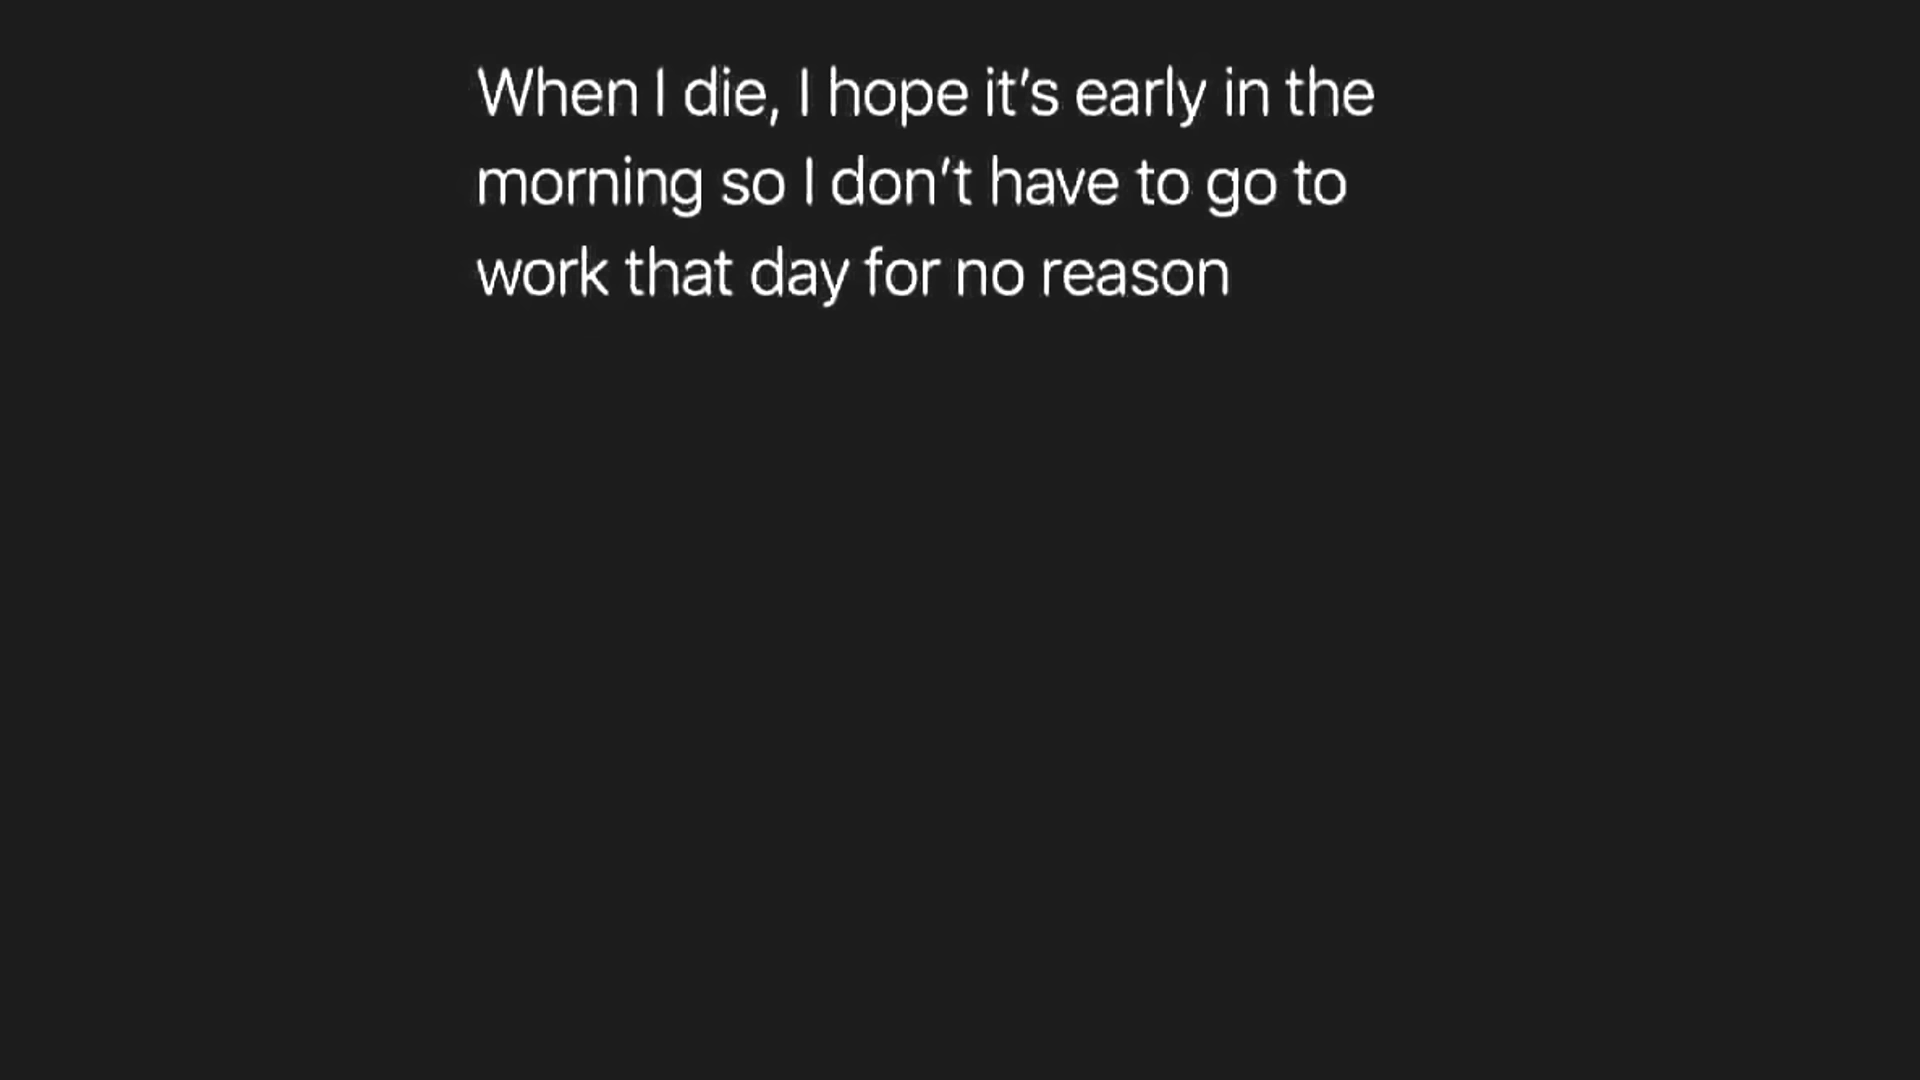 When I die, I hope it’s early in the
morning so I don’t have to go to
work that day for no reason